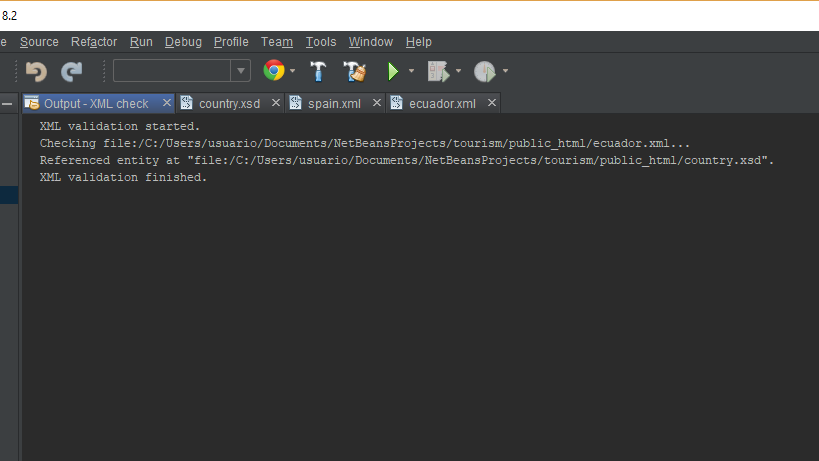 8.2
e Source Refactor Run Debug Profile Team Tools Window Help
Output - XML check country.xsd spain.xml ecuador.xml
XML validation started.
Checking file:/C:/Users/usuario/Documents/NetBeansProjects/tourism/public_html/ecuador.xml...
Referenced entity at "file:/C:/Users/usuario/Documents/NetBeansProjects/tourism/public_html/country.xsd".
XML validation finished.